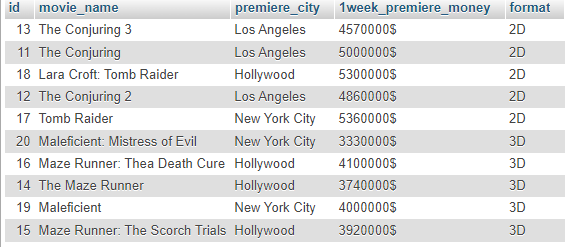 id movie_name premiere_city 1week_premiere_money format
13 The Conjuring 3 Los Angeles 4570000$ 2D
11 The Conjuring Los Angeles 5000000$ 2D
18 Lara Croft: Tomb Raider Hollywood 5300000$ 2D
12 The Conjuring 2 Los Angeles 4860000$ 2D
17 Tomb Raider New York City 5360000$ 2D
20 Maleficient: Mistress of Evil New York City 3330000$ 3D
16 Maze Runner: Thea Death Cure Hollywood 4100000$ 3D
14 The Maze Runner Hollywood 3740000$ 3D
19 Maleficient New York City 4000000$ 3D
15 Maze Runner: The Scorch Trials Hollywood 3920000$ 3D